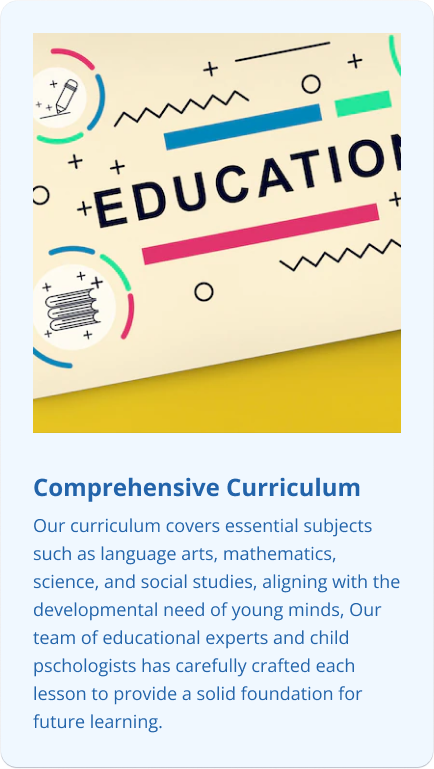 EDUCATION
Comprehensive Curriculum
Our curriculum covers essential subjects
such as language arts, mathematics,
science, and social studies, aligning with the
developmental need of young minds, Our
team of educational experts and child
pschologists has carefully crafted each
lesson to provide a solid foundation for
future learning.